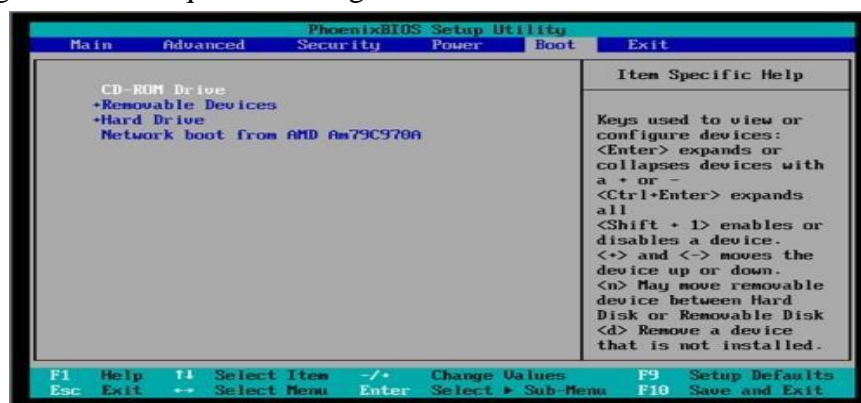 PhoenixBIOS Setup Utility
Main Advanced Security Power Boot Exit
CD-ROM Drive
+Removable Devices
+Hard Drive
Network boot from AMD Am79C970A
Item Specific Help
Keys used to view or
configure devices:
<Enter> expands or
collapses devices with
a + or -
<Ctrl+Enter> expands
all
<Shift + 1> enables or
disables a device.
<+> and <-> moves the
device up or down.
<n> May move removable
device between Hard
Disk or Removable Disk
<d> Remove a device
that is not installed.
F1 Help ↑↓ Select Item -/+ Change Values F9 Setup Defaults
Esc Exit ↔ Select Menu Enter Select ▶ Sub-Menu F10 Save and Exit